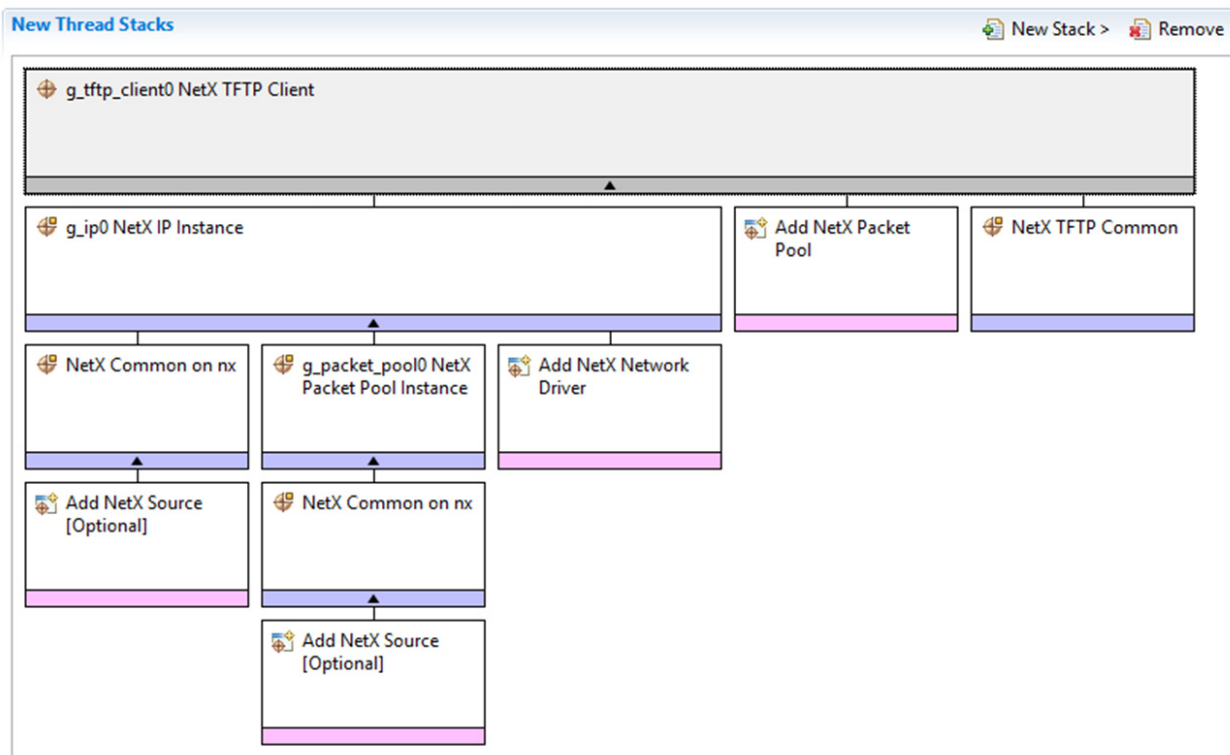 New Thread Stacks
New Stack >
Remove
g_tftp_client0 NetX TFTP Client
g_ip0 NetX IP Instance
Add NetX Packet
Pool
NetX TFTP Common
NetX Common on nx
g_packet_pool0 NetX
Packet Pool Instance
Add NetX Network
Driver
Add NetX Source
[Optional]
NetX Common on nx
Add NetX Source
[Optional]